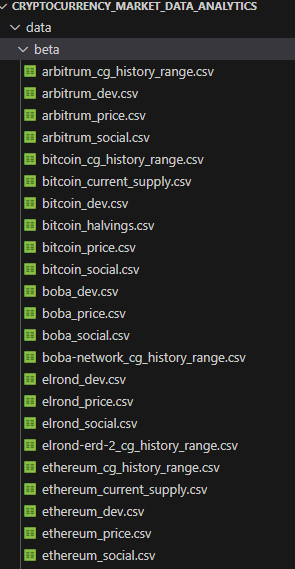 CRYPTOCURRENCY_MARKET_DATA_ANALYTICS
data
beta
arbitrum_cg_history_range.csv
arbitrum_dev.csv
arbitrum_price.csv
arbitrum_social.csv
bitcoin_cg_history_range.csv
bitcoin_current_supply.csv
bitcoin_dev.csv
bitcoin_halvings.csv
bitcoin_price.csv
bitcoin_social.csv
boba_dev.csv
boba_price.csv
boba_social.csv
boba-network_cg_history_range.csv
elrond_dev.csv
elrond_price.csv
elrond_social.csv
elrond-erd-2_cg_history_range.csv
ethereum_cg_history_range.csv
ethereum_current_supply.csv
ethereum_dev.csv
ethereum_price.csv
ethereum_social.csv